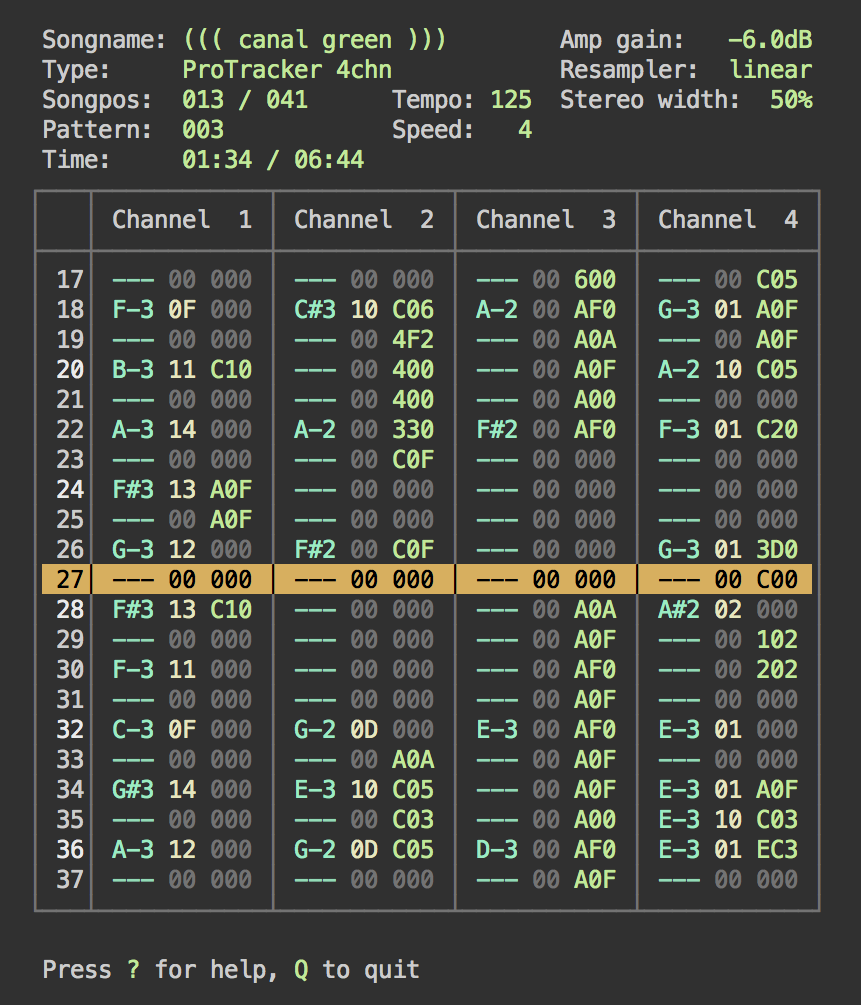 Songname: ((( canal green ))) Amp gain: -6.0dB
Type: ProTracker 4chn Resampler: linear
Songpos: 013 / 041 Tempo: 125 Stereo width: 50%
Pattern: 003 Speed: 4
Time: 01:34 / 06:44
Channel 1 Channel 2 Channel 3 Channel 4
17 --- 00 000 --- 00 000 --- 00 600 --- 00 C05
18 F-3 0F 000 C#3 10 C06 A-2 00 AF0 G-3 01 A0F
19 --- 00 000 --- 00 4F2 --- 00 A0A --- 00 A0F
20 B-3 11 C10 --- 00 400 --- 00 A0F A-2 10 C05
21 --- 00 000 --- 00 400 --- 00 A00 --- 00 000
22 A-3 14 000 A-2 00 330 F#2 00 AF0 F-3 01 C20
23 --- 00 000 --- 00 C0F --- 00 000 --- 00 000
24 F#3 13 A0F --- 00 000 --- 00 000 --- 00 000
25 --- 00 A0F --- 00 000 --- 00 000 --- 00 000
26 G-3 12 000 F#2 00 C0F --- 00 000 G-3 01 3D0
27 --- 00 000 --- 00 000 --- 00 000 --- 00 C00
28 F#3 13 C10 --- 00 000 --- 00 A0A A#2 02 000
29 --- 00 000 --- 00 000 --- 00 A0F --- 00 102
30 F-3 11 000 --- 00 000 --- 00 AF0 --- 00 202
31 --- 00 000 --- 00 000 --- 00 A0F --- 00 000
32 C-3 0F 000 G-2 0D 000 E-3 00 AF0 E-3 01 000
33 --- 00 000 --- 00 A0A --- 00 A0F --- 00 000
34 G#3 14 000 E-3 10 C05 --- 00 A0F E-3 01 A0F
35 --- 00 000 --- 00 C03 --- 00 A00 E-3 10 C03
36 A-3 12 000 G-2 0D C05 D-3 00 AF0 E-3 01 EC3
37 --- 00 000 --- 00 000 --- 00 A0F --- 00 000
Press ? for help, Q to quit